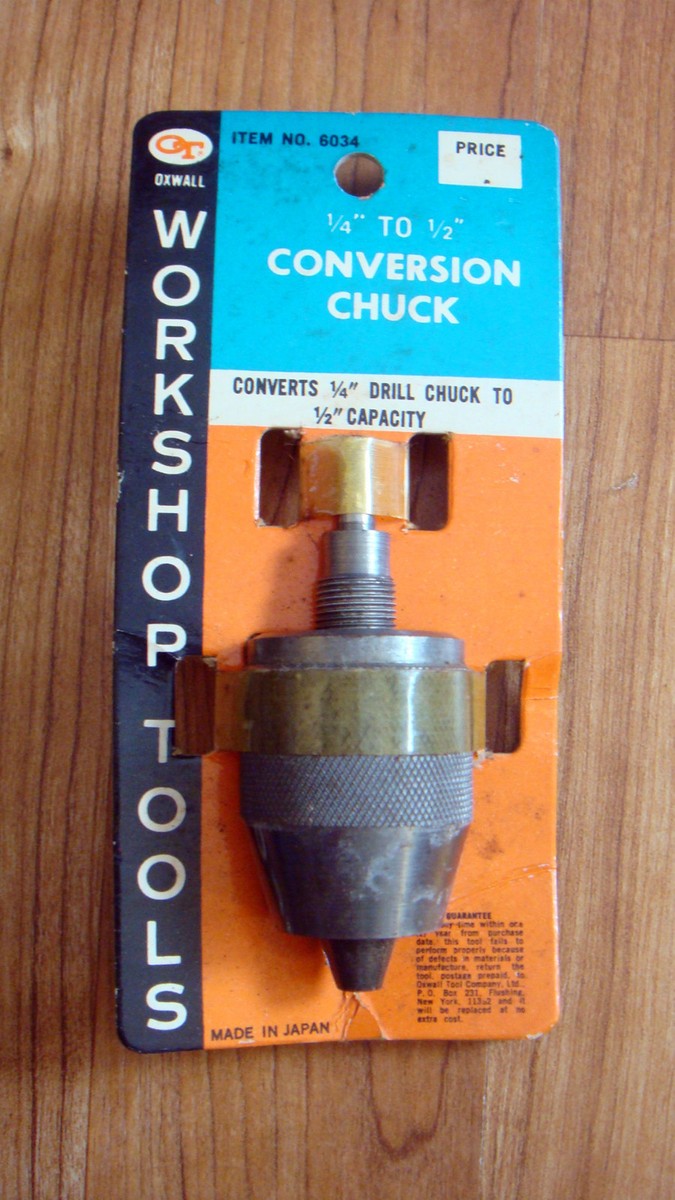 OT
OXWALL
WORKSHOP TOOLS
ITEM NO. 6034
PRICE
1/4" TO 1/2"
CONVERSION
CHUCK
CONVERTS 1/4" DRILL CHUCK TO
1/2" CAPACITY
GUARANTEE
time within one
year from purchase
date, this tool fails to
perform properly because
of defects in materials or
manufacture, return the
tool, postage prepaid, to
Oxwall Tool Company, Ltd.,
P.O. Box 231, Flushing,
New York, and it
will be replaced at no
extra cost.
MADE IN JAPAN